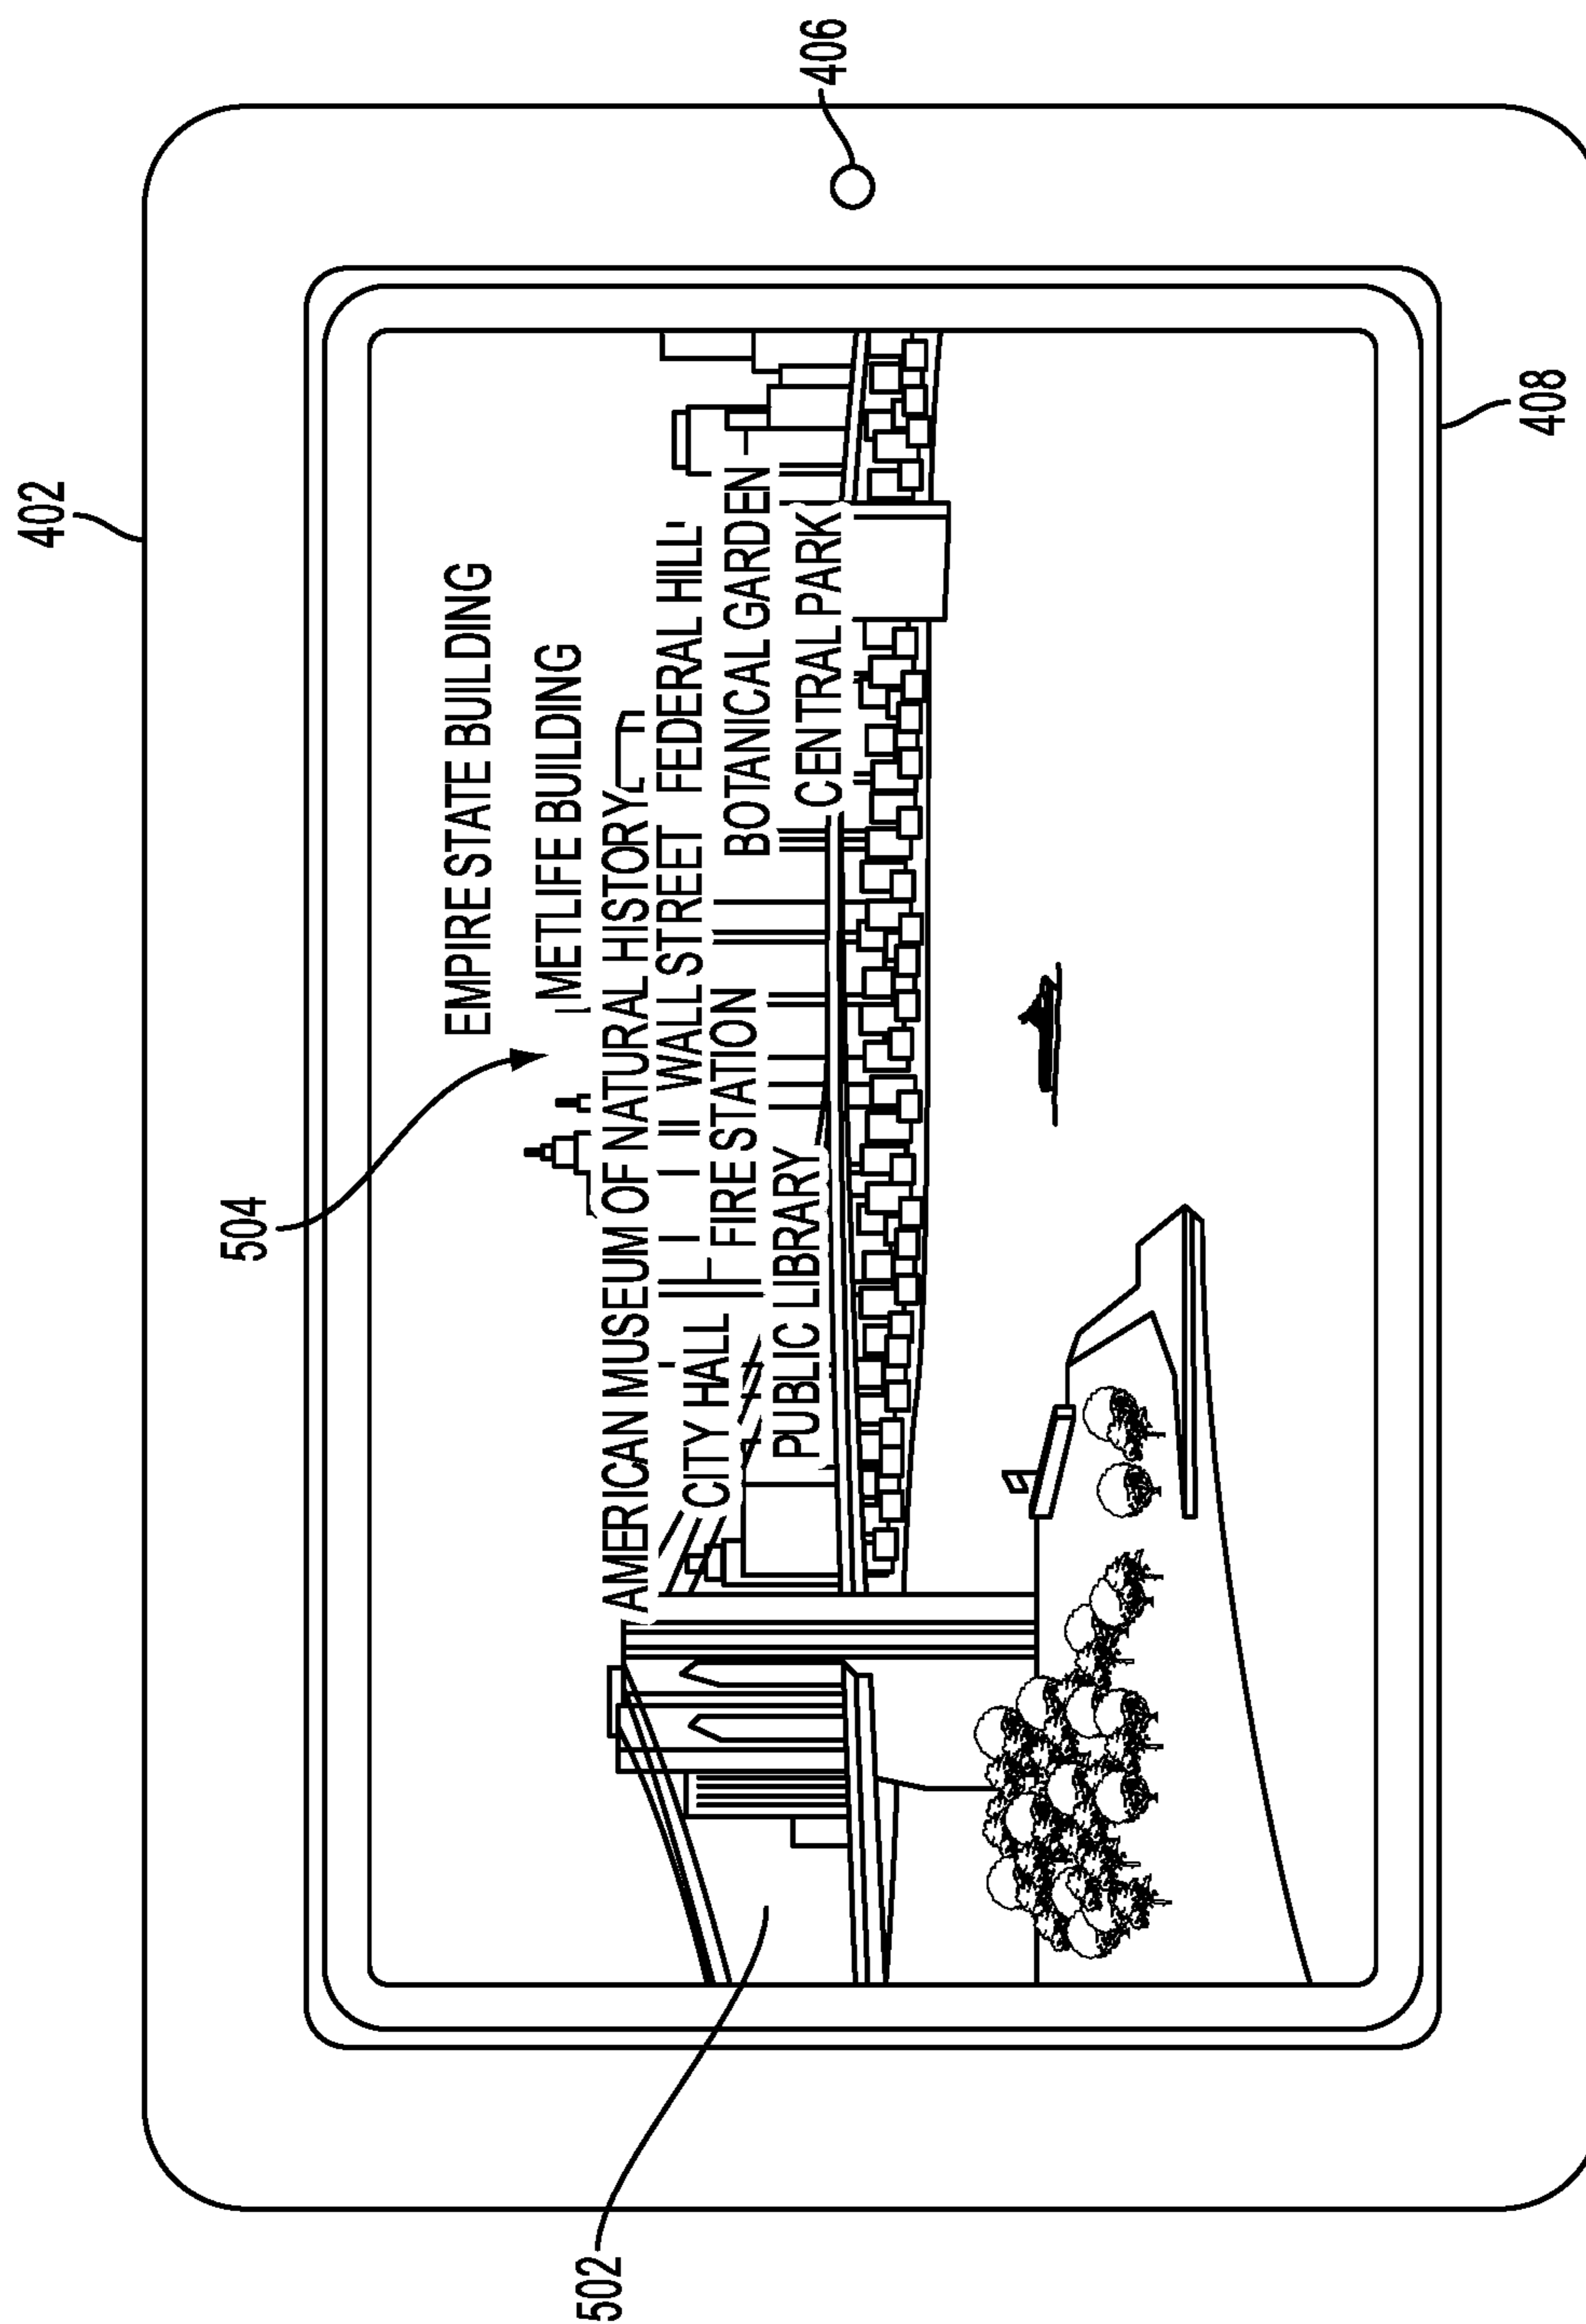 402
504
EMPIRE STATE BUILDING
METLIFE BUILDING
AMERICAN MUSEUM OF NATURAL HISTORY
WALL STREET FEDERAL HILL
CITY HALL
FIRE STATION
BOTANICAL GARDEN
PUBLIC LIBRARY
CENTRAL PARK
406
502
408